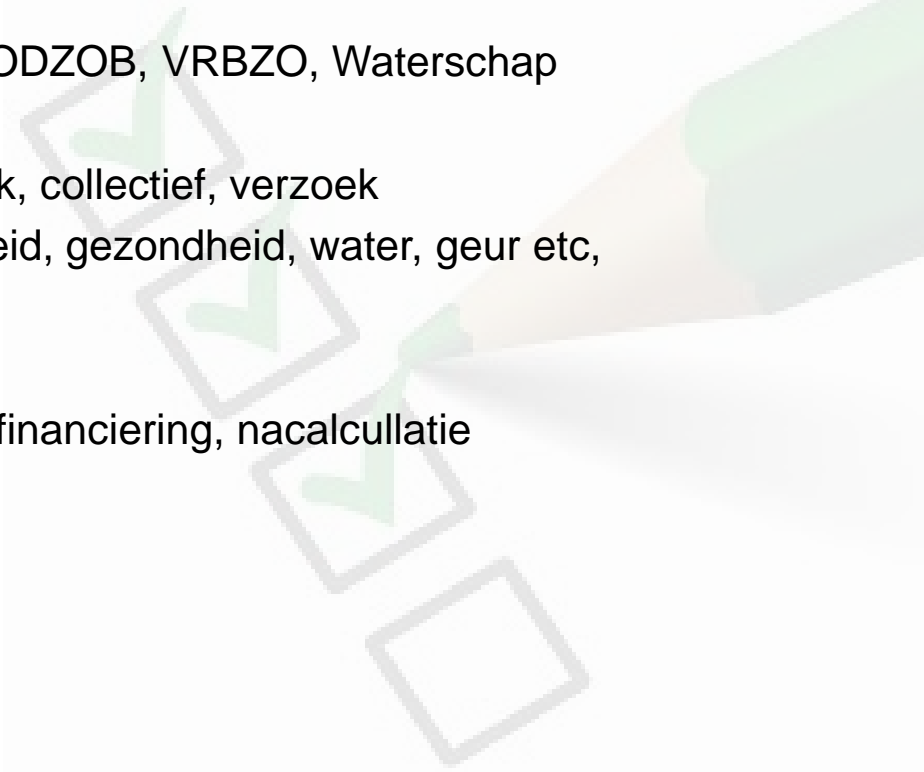 ODZOB, VRBZO, Waterschap
k, collectief, verzoek
eid, gezondheid, water, geur etc,
financiering, nacalcullatie